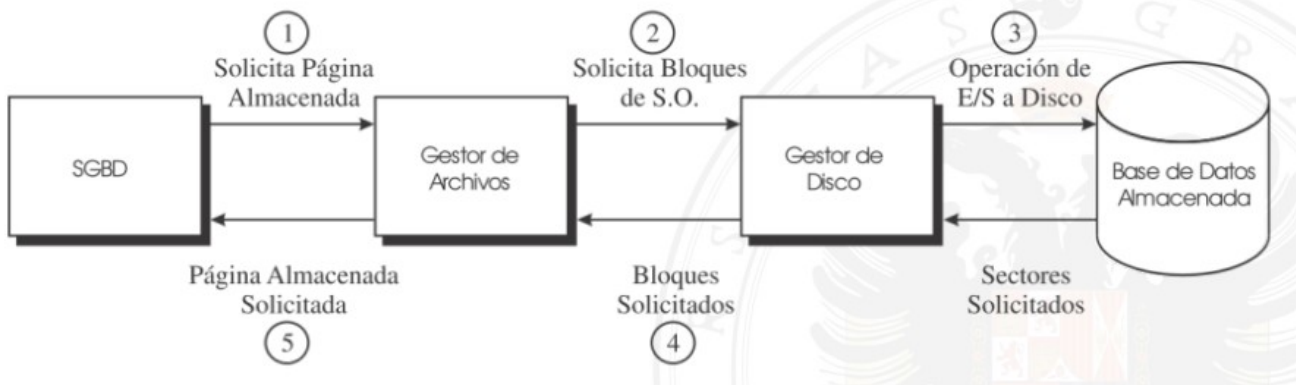 1
Solicita Página
Almacenada
2
Solicita Bloques
de S.O.
3
Operación de
E/S a Disco
SGBD
Gestor de
Archivos
Gestor de
Disco
Base de Datos
Almacenada
Página Almacenada
Solicitada
5
Bloques
Solicitados
4
Sectores
Solicitados